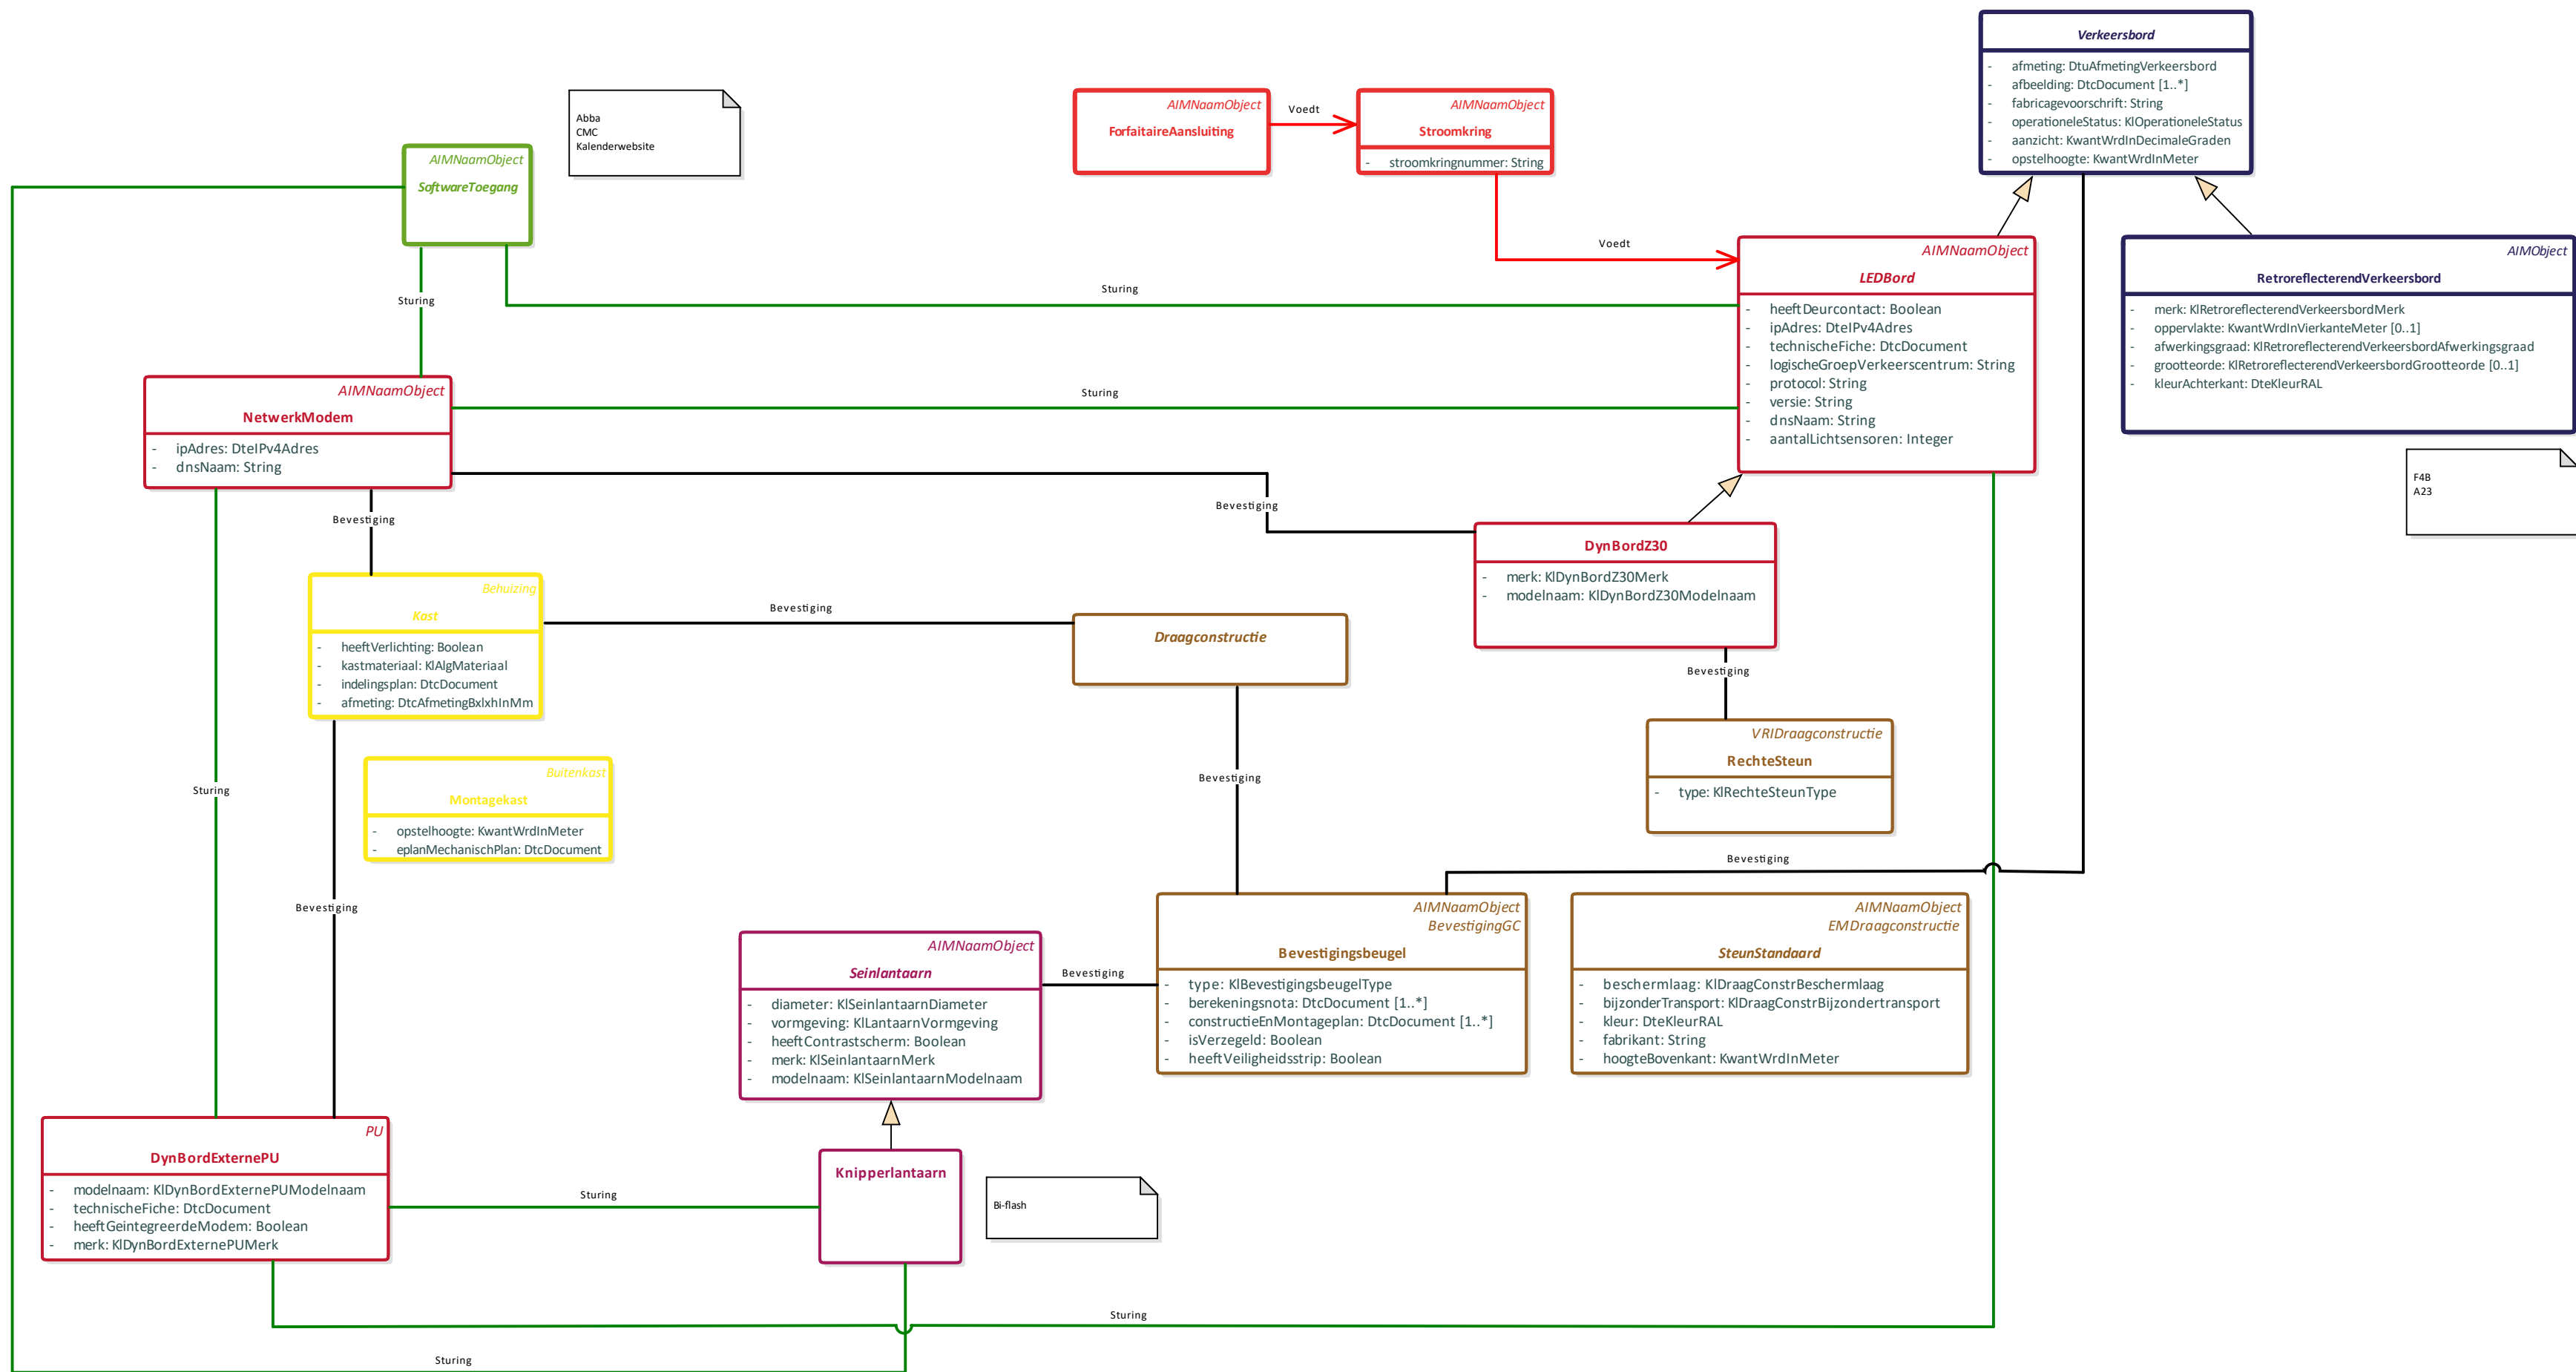 Verkeersbord
- afmeting: DtuAfmetingVerkeersbord
- afbeelding: DtcDocument [1..*]
- fabricagevoorschrift: String
- operationeleStatus: KlOperationeleStatus
- aanzicht: KwantWrdInDecimaleGraden
- opstelhoogte: KwantWrdInMeter
Abba
CMC
Kalenderwebsite
AIMNaamObject
ForfaitaireAansluiting
Voedt
AIMNaamObject
Stroomkring
- stroomkringnummer: String
AIMNaamObject
SoftwareToegang
Voedt
Sturing
Sturing
AIMNaamObject
LEDBord
- heeftDeurcontact: Boolean
- ipAdres: DteIPv4Adres
- technischeFiche: DtcDocument
- logischeGroepVerkeerscentrum: String
- protocol: String
- versie: String
- dnsNaam: String
- aantalLichtsensoren: Integer
AIMObject
RetroreflecterendVerkeersbord
- merk: KlRetroreflecterendVerkeersbordMerk
- oppervlakte: KwantWrdInVierkanteMeter [0..1]
- afwerkingsgraad: KlRetroreflecterendVerkeersbordAfwerkingsgraad
- grootteorde: KlRetroreflecterendVerkeersbordGrootteorde [0..1]
- kleurAchterkant: DteKleurRAL
F4B
A23
AIMNaamObject
NetwerkModem
- ipAdres: DteIPv4Adres
- dnsNaam: String
Sturing
Bevestiging
Bevestiging
DynBordZ30
- merk: KlDynBordZ30Merk
- modelnaam: KlDynBordZ30Modelnaam
Behuizing
Kast
- heeftVerlichting: Boolean
- kastmateriaal: KlAlgMateriaal
- indelingsplan: DtcDocument
- afmeting: DtcAfmetingBxlxhInMm
Bevestiging
Draagconstructie
Bevestiging
VRIDraagconstructie
RechteSteun
- type: KlRechteSteunType
Buitenkast
Montagekast
- opstelhoogte: KwantWrdInMeter
- eplanMechanischPlan: DtcDocument
Sturing
Bevestiging
Bevestiging
Bevestiging
AIMNaamObject
BevestigingGC
Bevestigingsbeugel
- type: KlBevestigingsbeugelType
- berekeningsnota: DtcDocument [1..*]
- constructieEnMontageplan: DtcDocument [1..*]
- isVerzegeld: Boolean
- heeftVeiligheidsstrip: Boolean
AIMNaamObject
EMDraagconstructie
SteunStandaard
- beschermlaag: KlDraagConstrBeschermlaag
- bijzonderTransport: KlDraagConstrBijzondertransport
- kleur: DteKleurRAL
- fabrikant: String
- hoogteBovenkant: KwantWrdInMeter
AIMNaamObject
Seinlantaarn
- diameter: KlSeinlantaarnDiameter
- vormgeving: KlLantaarnVormgeving
- heeftContrastscherm: Boolean
- merk: KlSeinlantaarnMerk
- modelnaam: KlSeinlantaarnModelnaam
Bevestiging
PU
DynBordExternePU
- modelnaam: KlDynBordExternePUModelnaam
- technischeFiche: DtcDocument
- heeftGeintegreerdeModem: Boolean
- merk: KlDynBordExternePUMerk
Sturing
Knipperlantaarn
Bi-flash
Sturing
Sturing